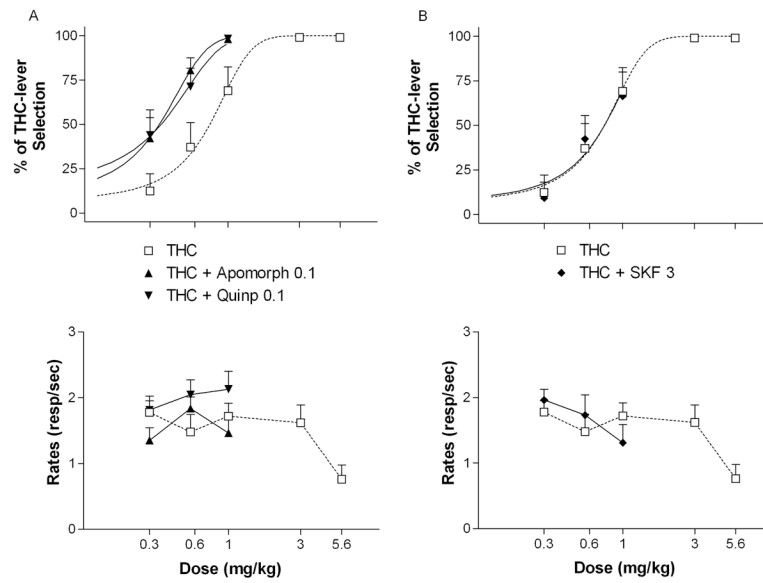 A
% of THC-lever
Selection
100
75
50
25
0
THC
THC + Apomorph 0.1
THC + Quinp 0.1
Rates (resp/sec)
3
2
1
0
0.3
0.6
1
3
5.6
Dose (mg/kg)
B
% of THC-lever
Selection
100
75
50
25
0
THC
THC + SKF 3
Rates (resp/sec)
3
2
1
0
0.3
0.6
1
3
5.6
Dose (mg/kg)